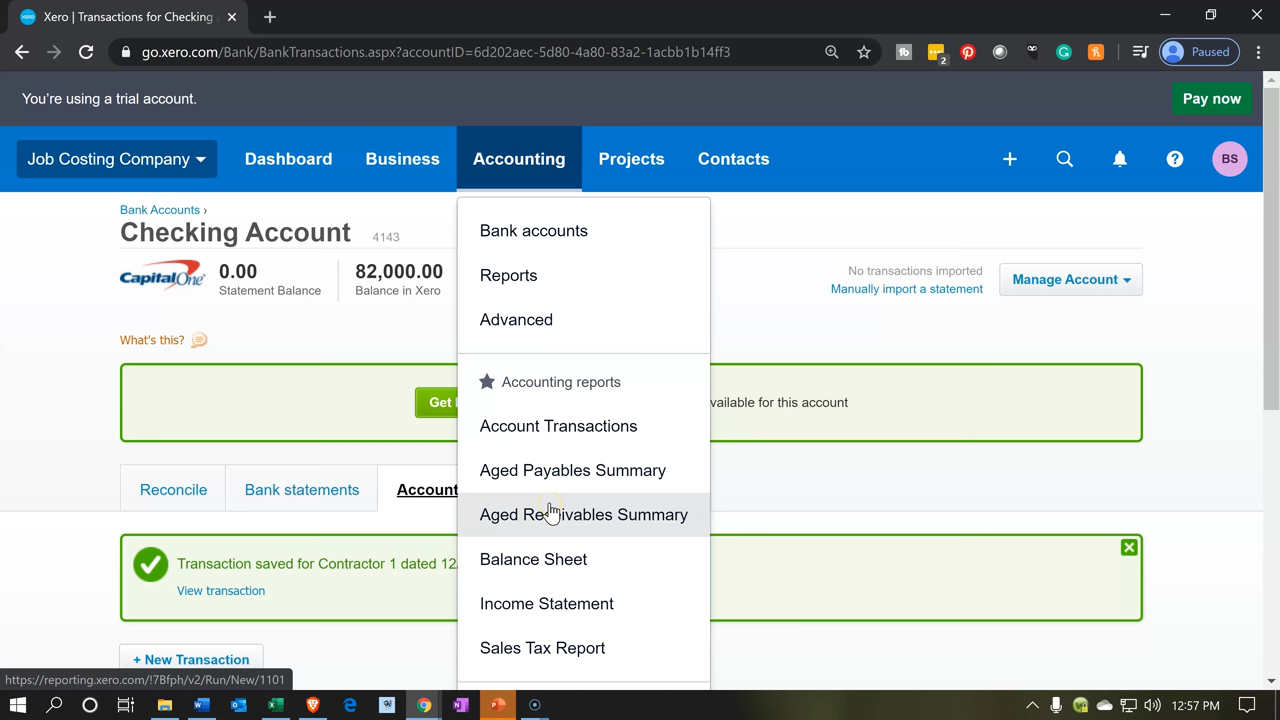 Xero | Transactions for Checking
go.xero.com/Bank/BankTransactions.aspx?accountID=6d202aec-5d80-4a80-83a2-1acbb1b14ff3
2
Paused
You're using a trial account.
Pay now
Job Costing Company
Dashboard
Business
Accounting
Projects
Contacts
BS
Bank Accounts ›
Checking Account 4143
CapitalOne
0.00
Statement Balance
82,000.00
Balance in Xero
No transactions imported
Manually import a statement
Manage Account
What's this?
Bank accounts
Reports
Advanced
Accounting reports
Account Transactions
Aged Payables Summary
Aged Receivables Summary
Balance Sheet
Income Statement
Sales Tax Report
Get
vailable for this account
Reconcile
Bank statements
Account
Transaction saved for Contractor 1 dated 12
View transaction
+ New Transaction
https://reporting.xero.com/!7Bfph/v2/Run/New/1101
12:57 PM